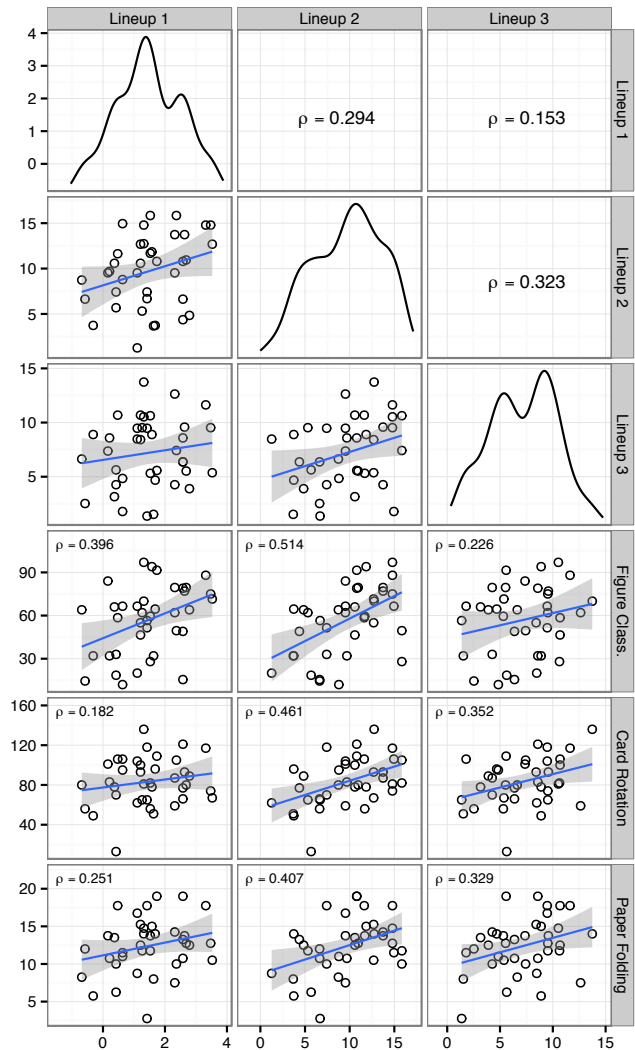 Lineup 1 Lineup 2 Lineup 3
4
3
2
1
0
ρ = 0.294 ρ = 0.153
Lineup 1
15
10
5
ρ = 0.323
Lineup 2
15
10
5
Lineup 3
90
60
30
ρ = 0.396 ρ = 0.514 ρ = 0.226
Figure Class.
160
120
80
40
ρ = 0.182 ρ = 0.461 ρ = 0.352
Card Rotation
20
15
10
5
ρ = 0.251 ρ = 0.407 ρ = 0.329
Paper Folding
0 2 4 0 5 10 15 0 5 10 15